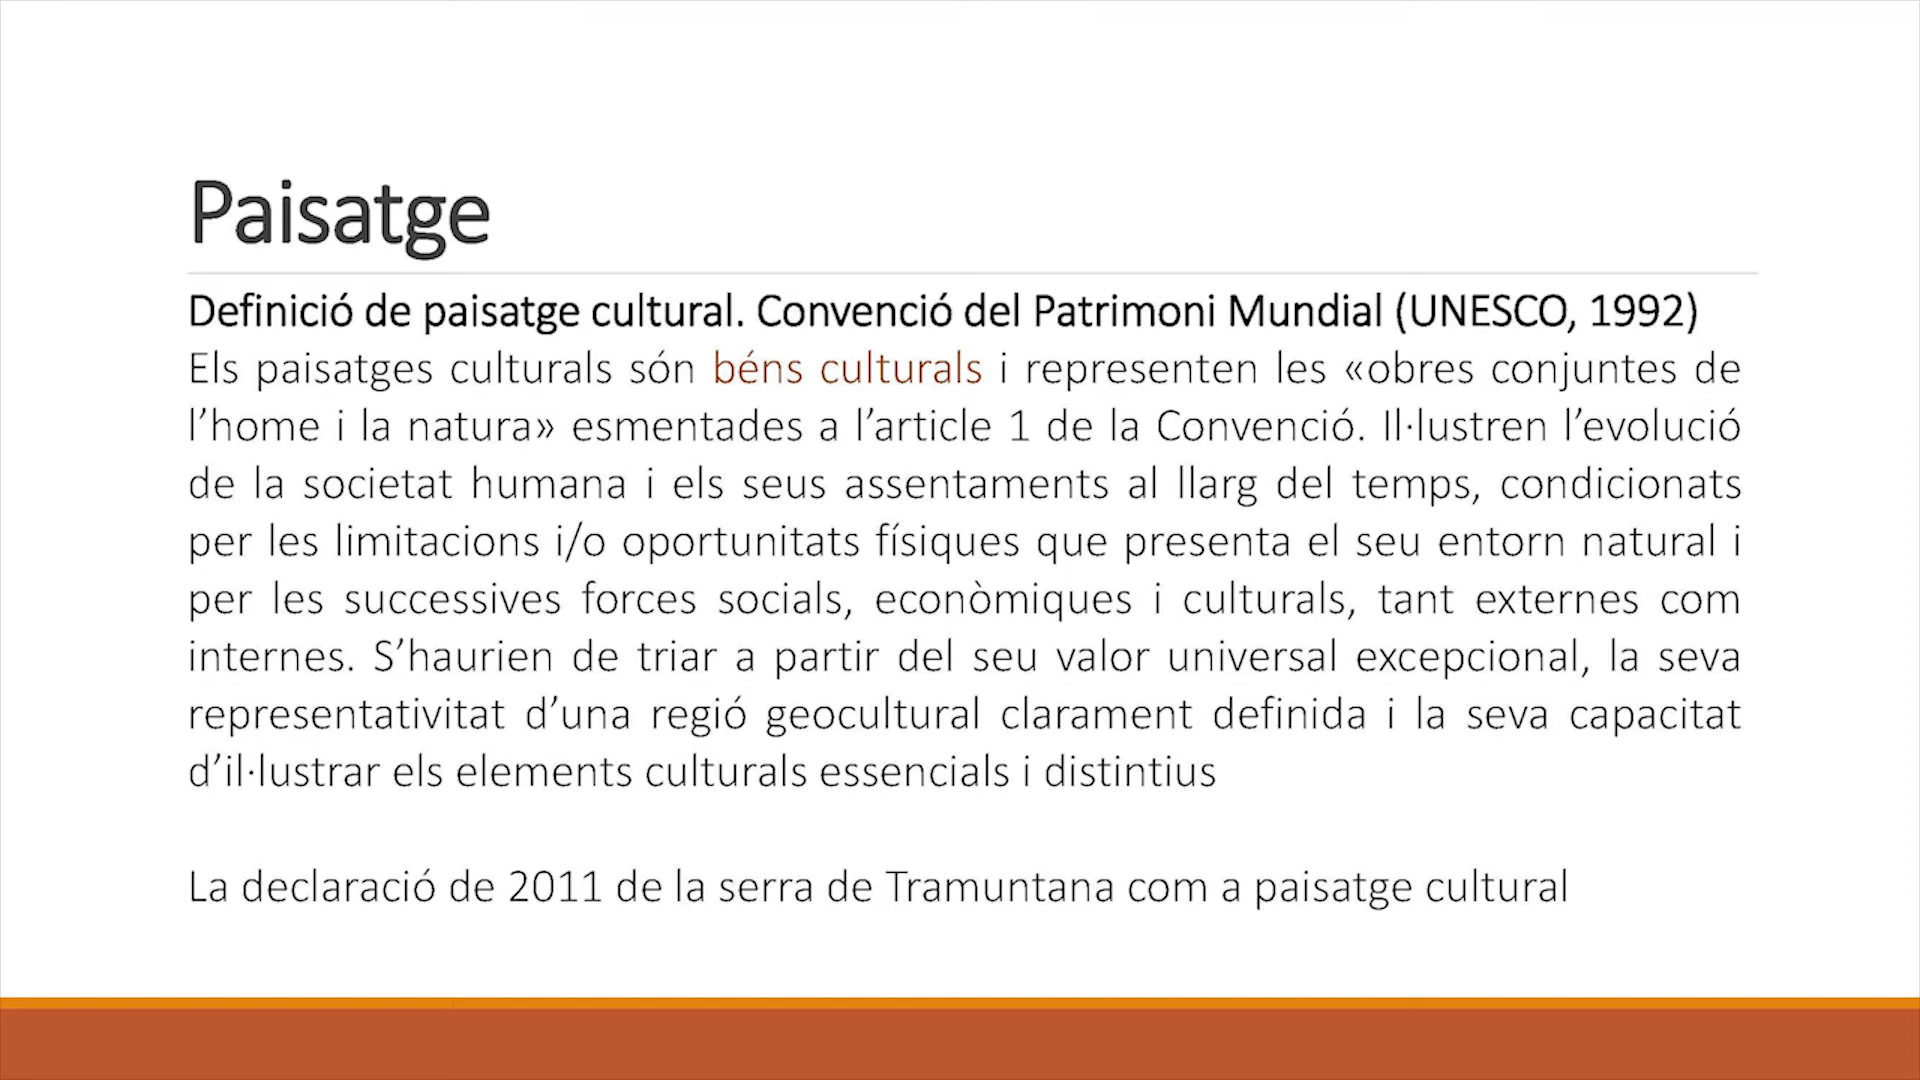 Paisatge
Definició de paisatge cultural. Convenció del Patrimoni Mundial (UNESCO, 1992)
Els paisatges culturals són béns culturals i representen les «obres conjuntes de
l’home i la natura» esmentades a l’article 1 de la Convenció. Il·lustren l’evolució
de la societat humana i els seus assentaments al llarg del temps, condicionats
per les limitacions i/o oportunitats físiques que presenta el seu entorn natural i
per les successives forces socials, econòmiques i culturals, tant externes com
internes. S’haurien de triar a partir del seu valor universal excepcional, la seva
representativitat d’una regió geocultural clarament definida i la seva capacitat
d’il·lustrar els elements culturals essencials i distintius
La declaració de 2011 de la serra de Tramuntana com a paisatge cultural